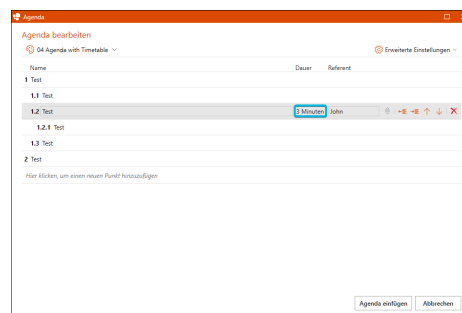 Agenda
Agenda bearbeiten
04 Agenda with Timetable
Erweiterte Einstellungen
Name Dauer Referent
1 Test
1.1 Test
1.2 Test 3 Minuten John
1.2.1 Test
1.3 Test
2 Test
Hier klicken, um einen neuen Punkt hinzuzufügen
Agenda einfügen Abbrechen